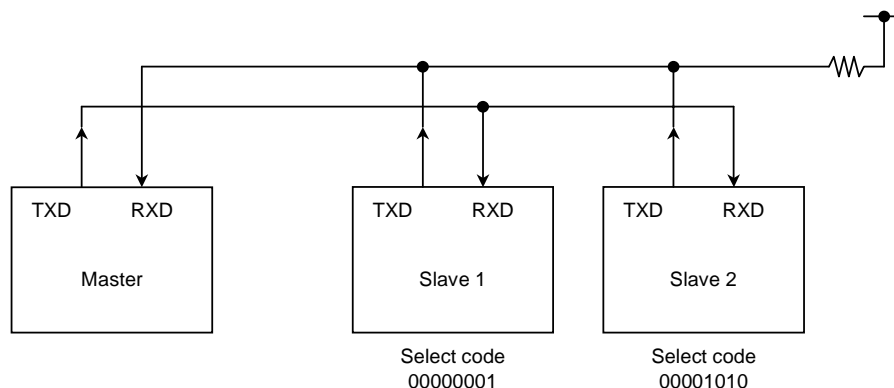 TXD RXD
Master
TXD RXD
Slave 1
TXD RXD
Slave 2
Select code
00000001
Select code
00001010